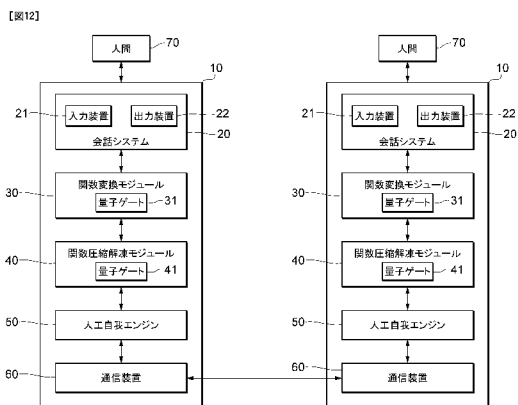 【図12】
人間 70 人間 70
10 10
21 入力装置 出力装置 22 21 入力装置 出力装置 22
会話システム 20 会話システム 20
30 関数変換モジュール 30 関数変換モジュール
量子ゲート 31 量子ゲート 31
40 関数圧縮解凍モジュール 40 関数圧縮解凍モジュール
量子ゲート 41 量子ゲート 41
50 人工自我エンジン 50 人工自我エンジン
60 通信装置 60 通信装置